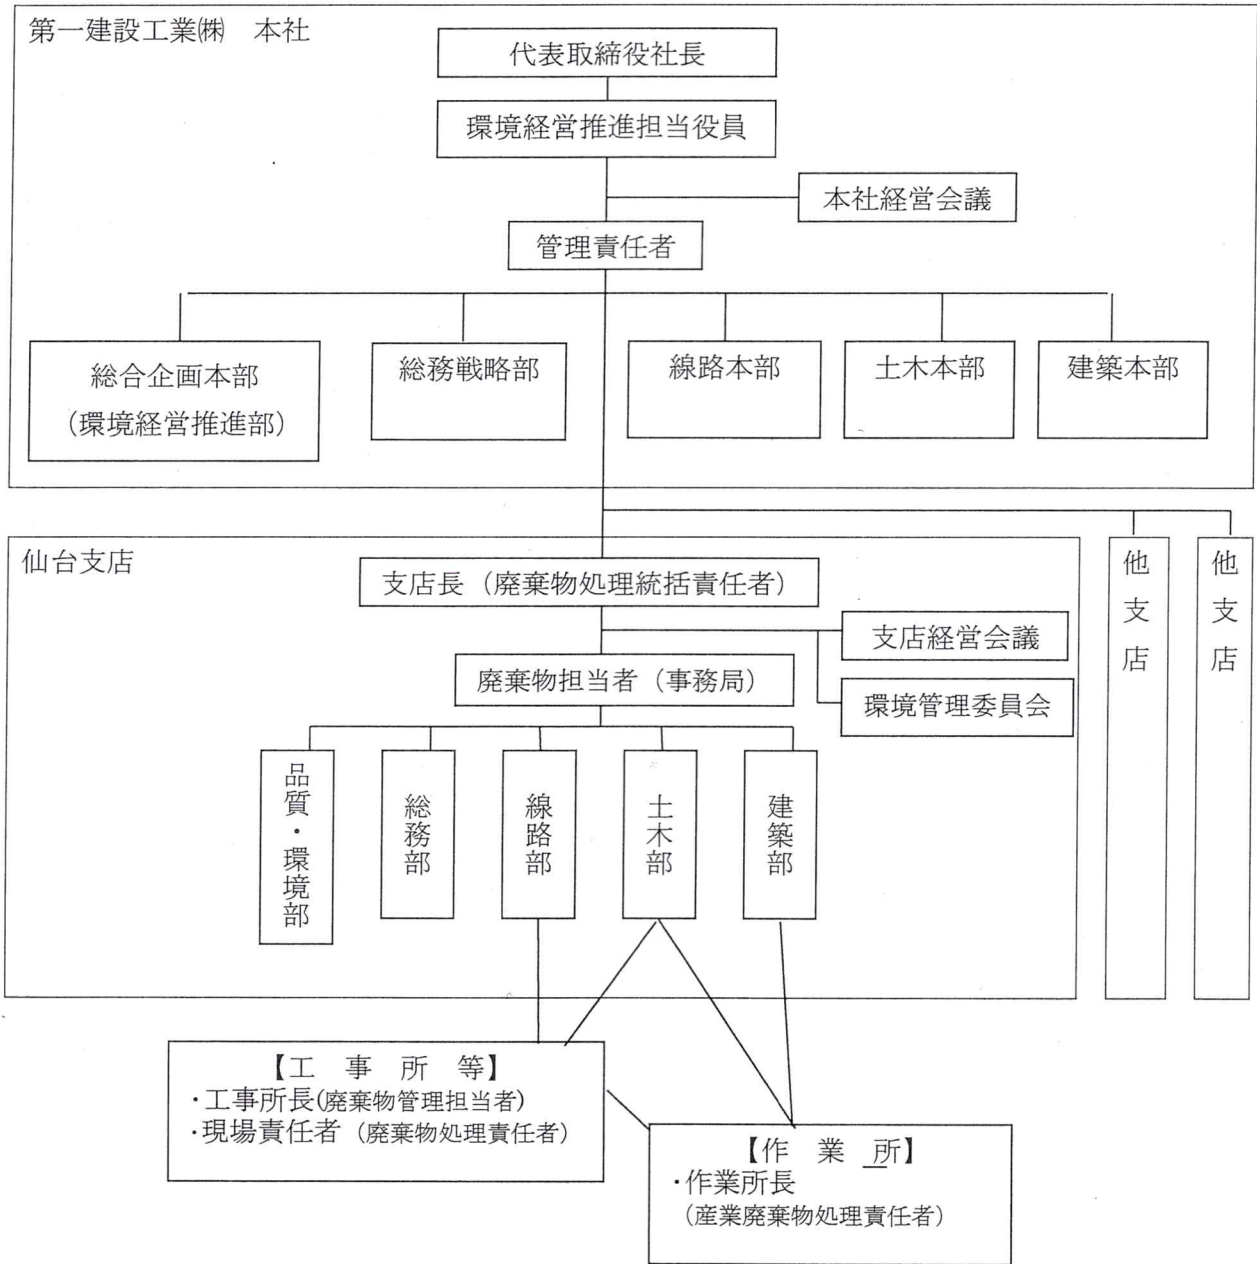 第一建設工業㈱　本社
代表取締役社長
環境経営推進担当役員
本社経営会議
管理責任者
総合企画本部
（環境経営推進部）
総務戦略部
線路本部
土木本部
建築本部
仙台支店
支店長（廃棄物処理統括責任者）
支店経営会議
廃棄物担当者（事務局）
環境管理委員会
品質・環境部
総務部
線路部
土木部
建築部
他支店
他支店
【工　事　所　等】
・工事所長(廃棄物管理担当者)
・現場責任者（廃棄物処理責任者）
【作　業　所】
・作業所長
（産業廃棄物処理責任者）